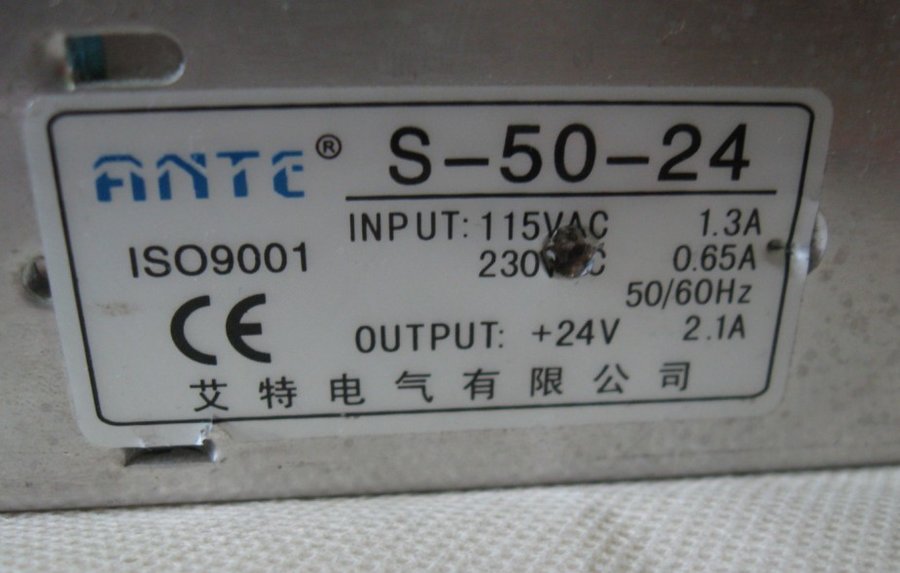 ANTE® S-50-24
INPUT: 115VAC 1.3A
ISO9001 230VAC 0.65A
50/60Hz
CE OUTPUT: +24V 2.1A
艾特电气有限公司